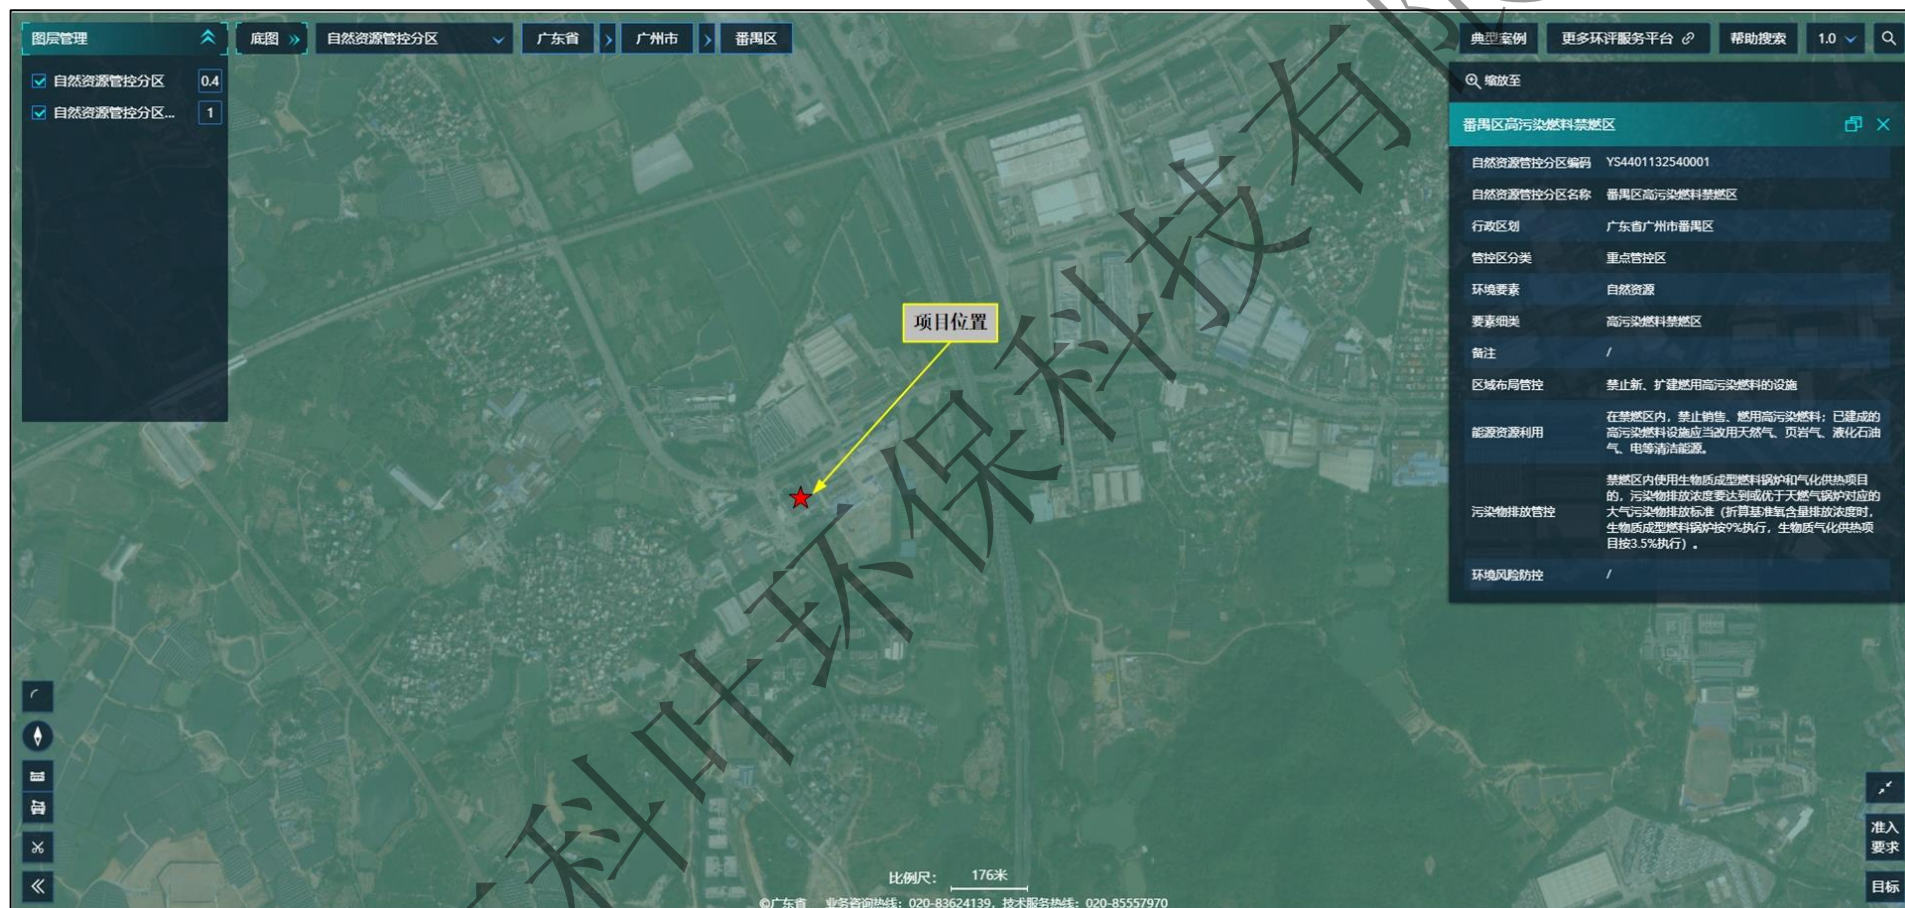 图层管理
底图
自然资源管控分区
广东省
广州市
番禺区
典型案例
更多环评服务平台
帮助搜索
1.0
自然资源管控分区
0.4
自然资源管控分区...
1
缩放至
番禺区高污染燃料禁燃区
自然资源管控分区编码 YS4401132540001
自然资源管控分区名称 番禺区高污染燃料禁燃区
行政区划 广东省广州市番禺区
管控区分类 重点管控区
环境要素 自然资源
要素细类 高污染燃料禁燃区
备注 /
区域布局管控 禁止新、扩建燃用高污染燃料的设施
能源资源利用
在禁燃区内，禁止销售、燃用高污染燃料；已建成的
高污染燃料设施应当改用天然气、页岩气、液化石油
气、电等清洁能源。
污染物排放管控
禁燃区内使用生物质成型燃料锅炉和气化供热项目
的，污染物排放浓度要达到或优于天燃气锅炉对应的
大气污染物排放标准（折算基准氧含量排放浓度时，
生物质成型燃料锅炉按9%执行，生物质气化供热项
目按3.5%执行）。
环境风险防控 /
项目位置
科叶环保科技有
准入
要求
目标
比例尺： 176米
©广东省 业务咨询热线：020-83624139，技术服务热线：020-85557970